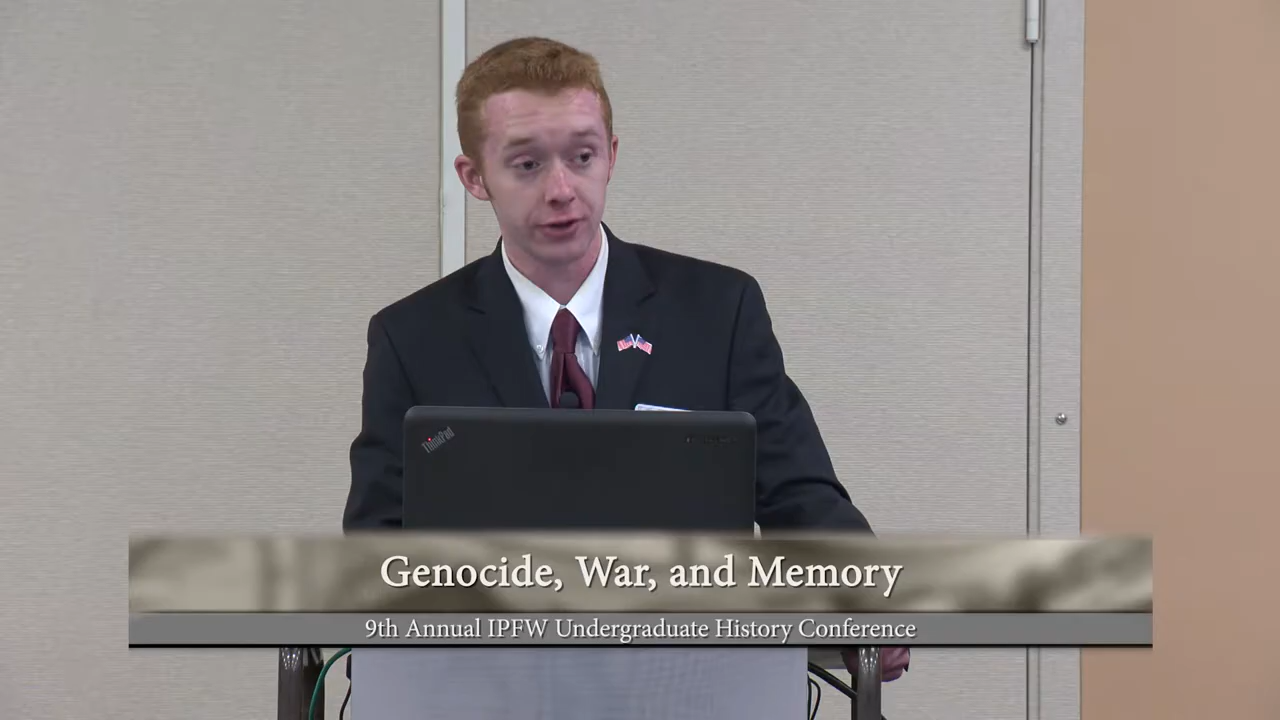 ThinkPad
Genocide, War, and Memory
9th Annual IPFW Undergraduate History Conference